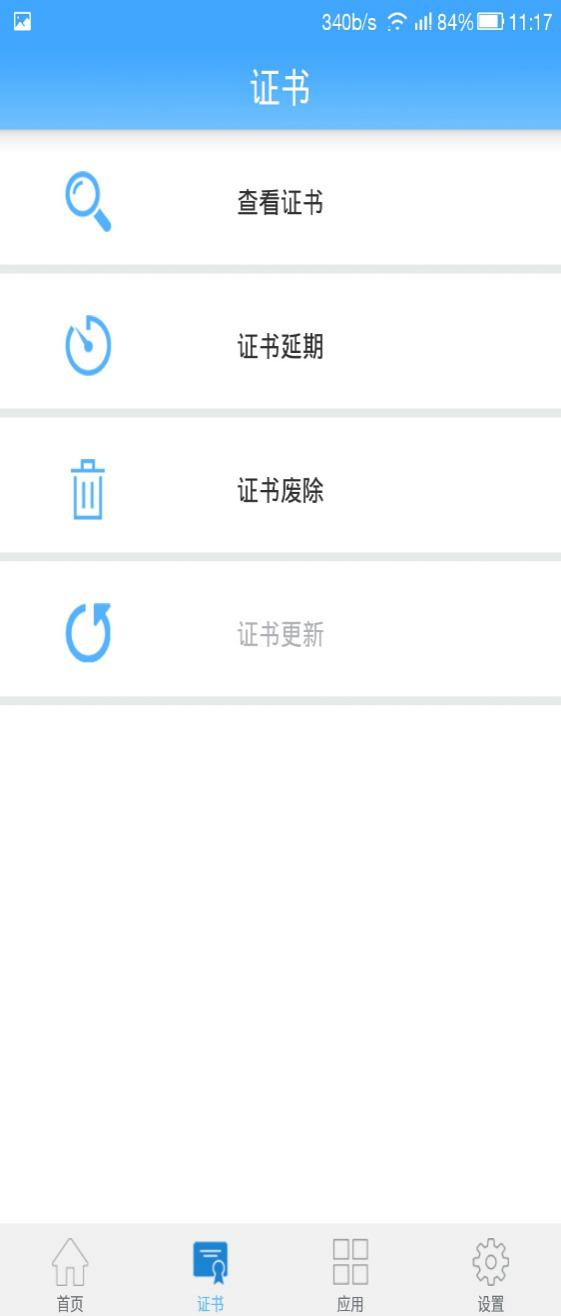 340b/s 84% 11:17
证书
查看证书
证书延期
证书废除
证书更新
首页 证书 应用 设置